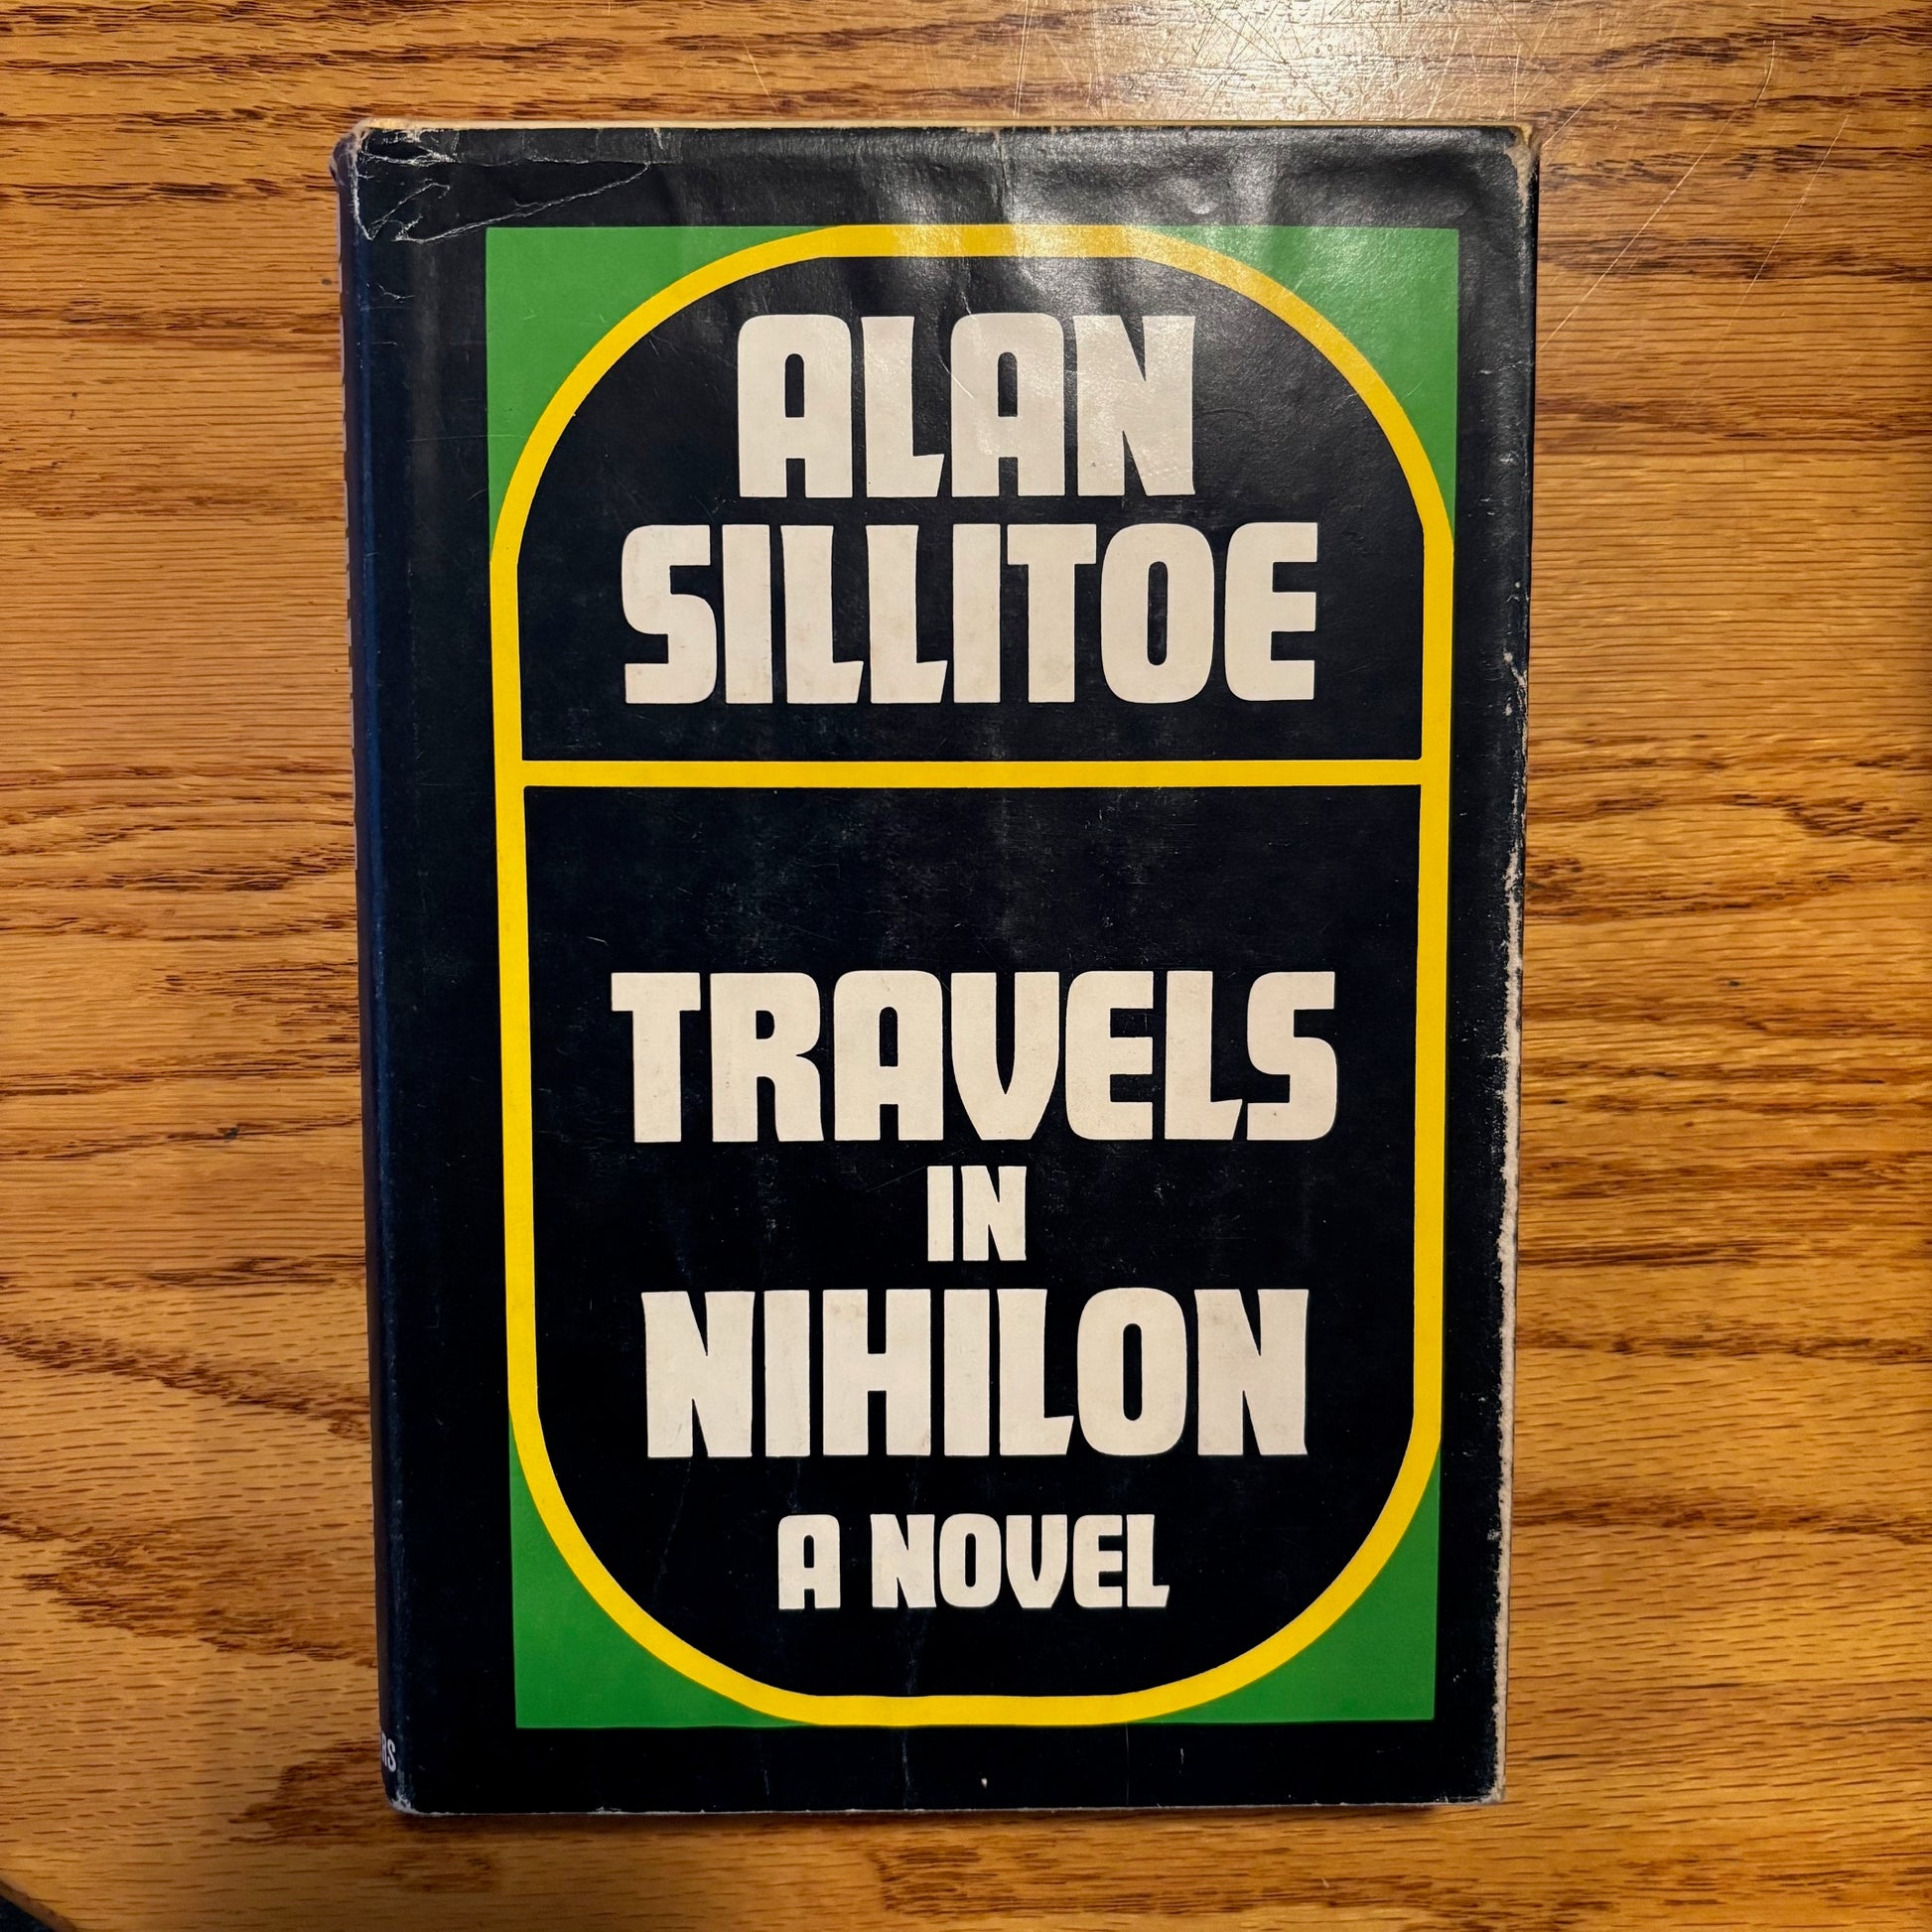 ALAN
SILLITOE
TRAVELS
IN
NIHILON
A NOVEL